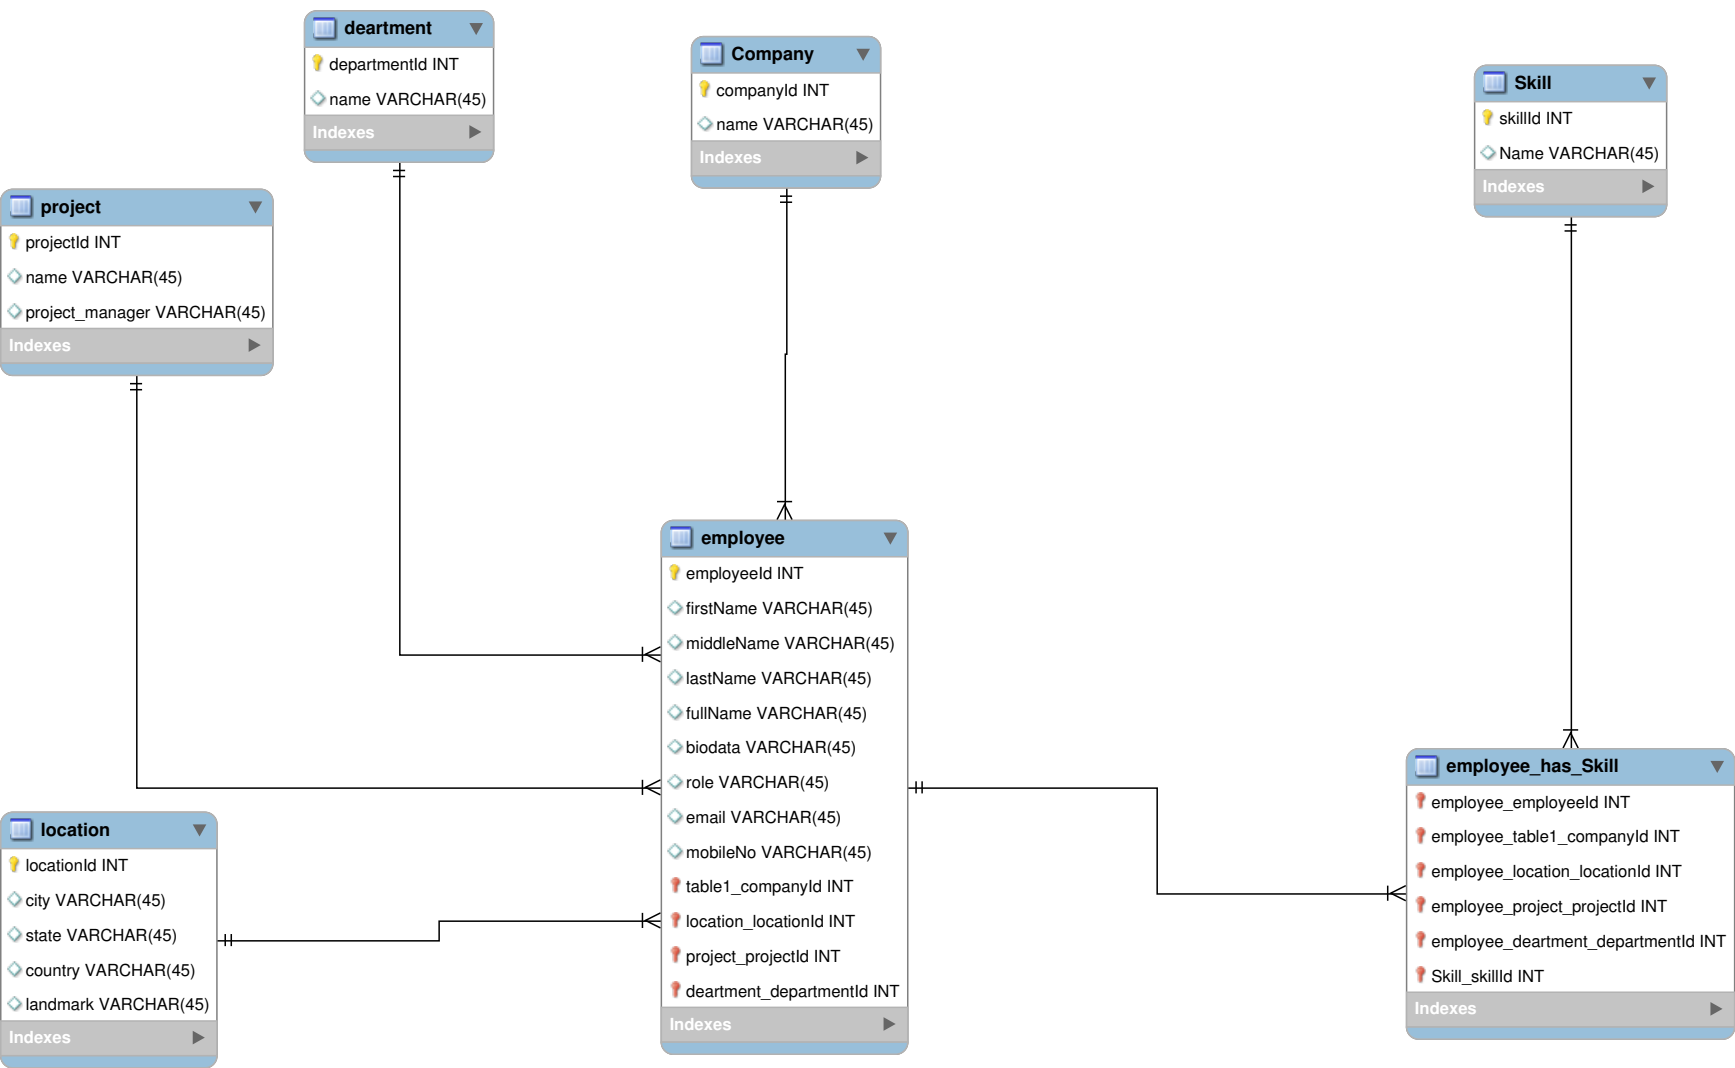 deartment
departmentId INT
name VARCHAR(45)
Indexes
Company
companyId INT
name VARCHAR(45)
Indexes
Skill
skillId INT
Name VARCHAR(45)
Indexes
project
projectId INT
name VARCHAR(45)
project_manager VARCHAR(45)
Indexes
employee
employeeId INT
firstName VARCHAR(45)
middleName VARCHAR(45)
lastName VARCHAR(45)
fullName VARCHAR(45)
biodata VARCHAR(45)
role VARCHAR(45)
email VARCHAR(45)
mobileNo VARCHAR(45)
table1_companyId INT
location_locationId INT
project_projectId INT
deartment_departmentId INT
Indexes
location
locationId INT
city VARCHAR(45)
state VARCHAR(45)
country VARCHAR(45)
landmark VARCHAR(45)
Indexes
employee_has_Skill
employee_employeeId INT
employee_table1_companyId INT
employee_location_locationId INT
employee_project_projectId INT
employee_deartment_departmentId INT
Skill_skillId INT
Indexes